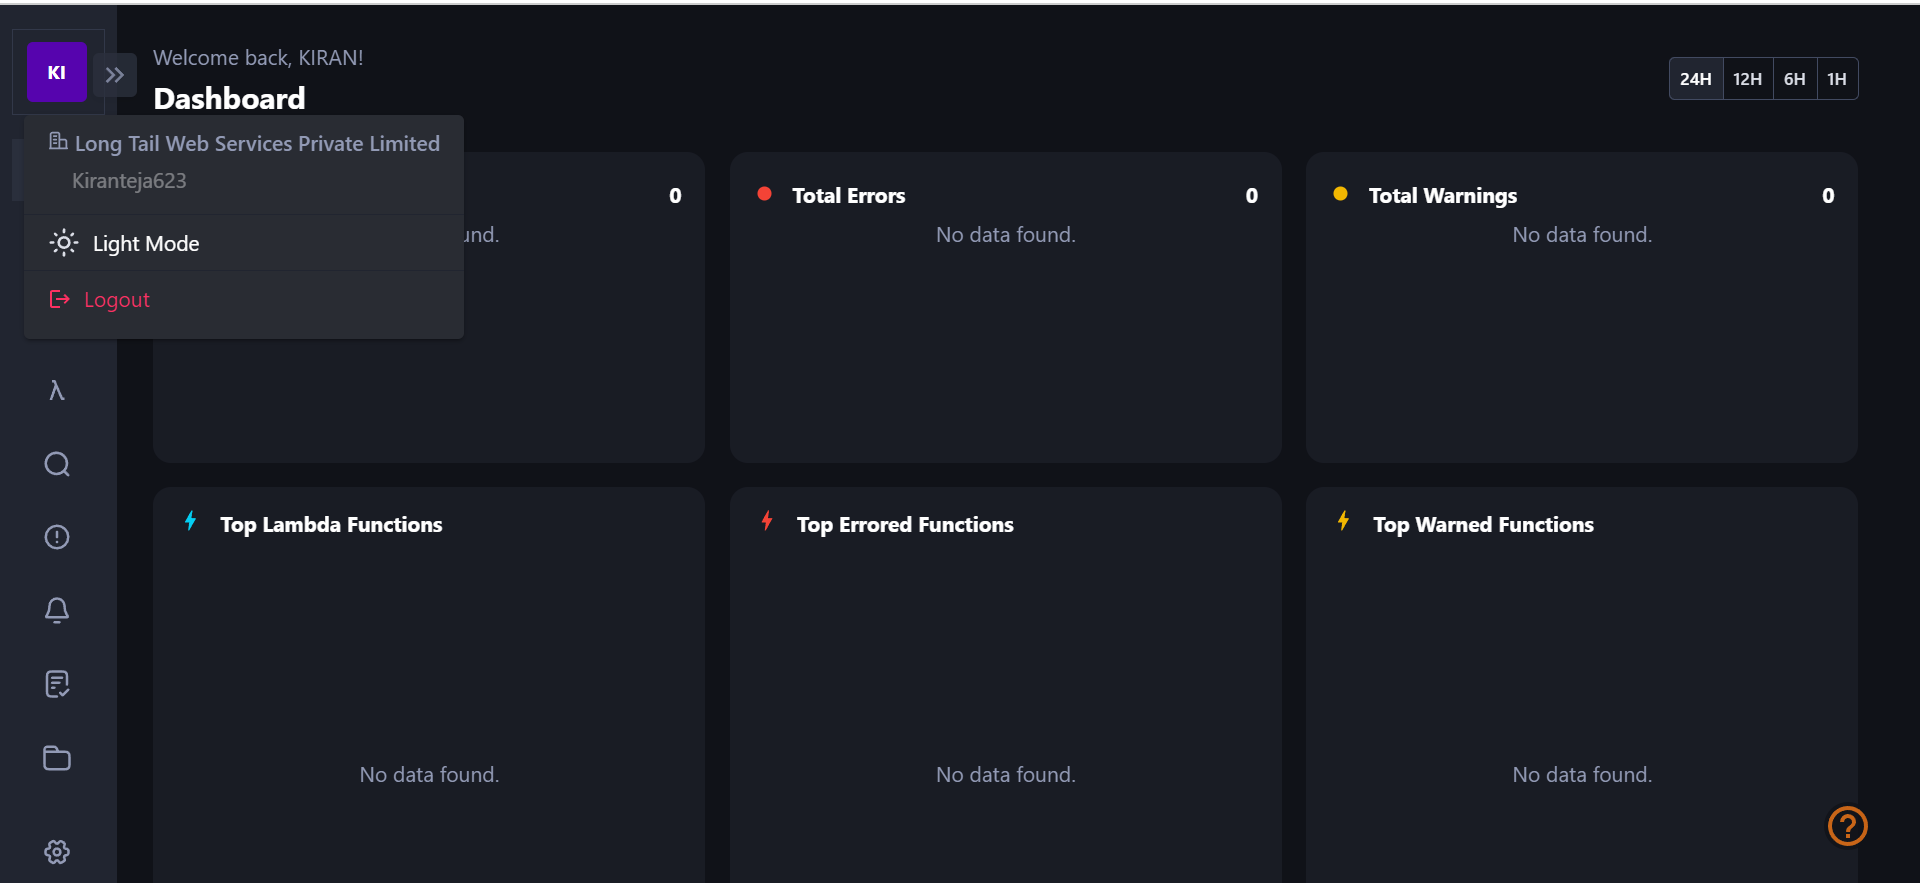 KI
Welcome back, KIRAN!
Dashboard
24H 12H 6H 1H
Long Tail Web Services Private Limited
Kiranteja623
Light Mode
Logout
0
Total Errors 0
No data found.
Total Warnings 0
No data found.
λ
Top Lambda Functions
No data found.
Top Errored Functions
No data found.
Top Warned Functions
No data found.
?